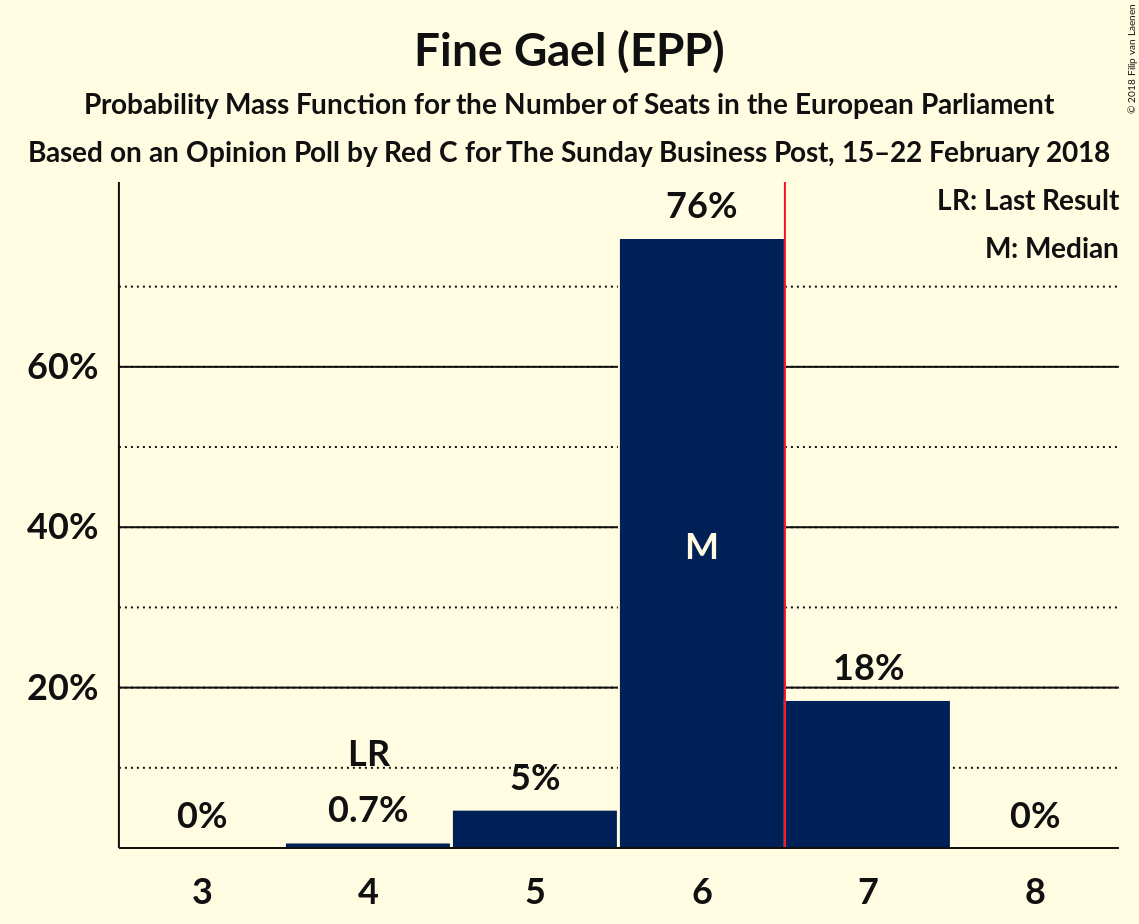 Fine Gael (EPP)
Probability Mass Function for the Number of Seats in the European Parliament
Based on an Opinion Poll by Red C for The Sunday Business Post, 15–22 February 2018
© 2018 Filip van Laenen
LR: Last Result
M: Median
76%
60%
40%
M
20%
18%
LR
5%
0.7%
0%
0%
3 4 5 6 7 8